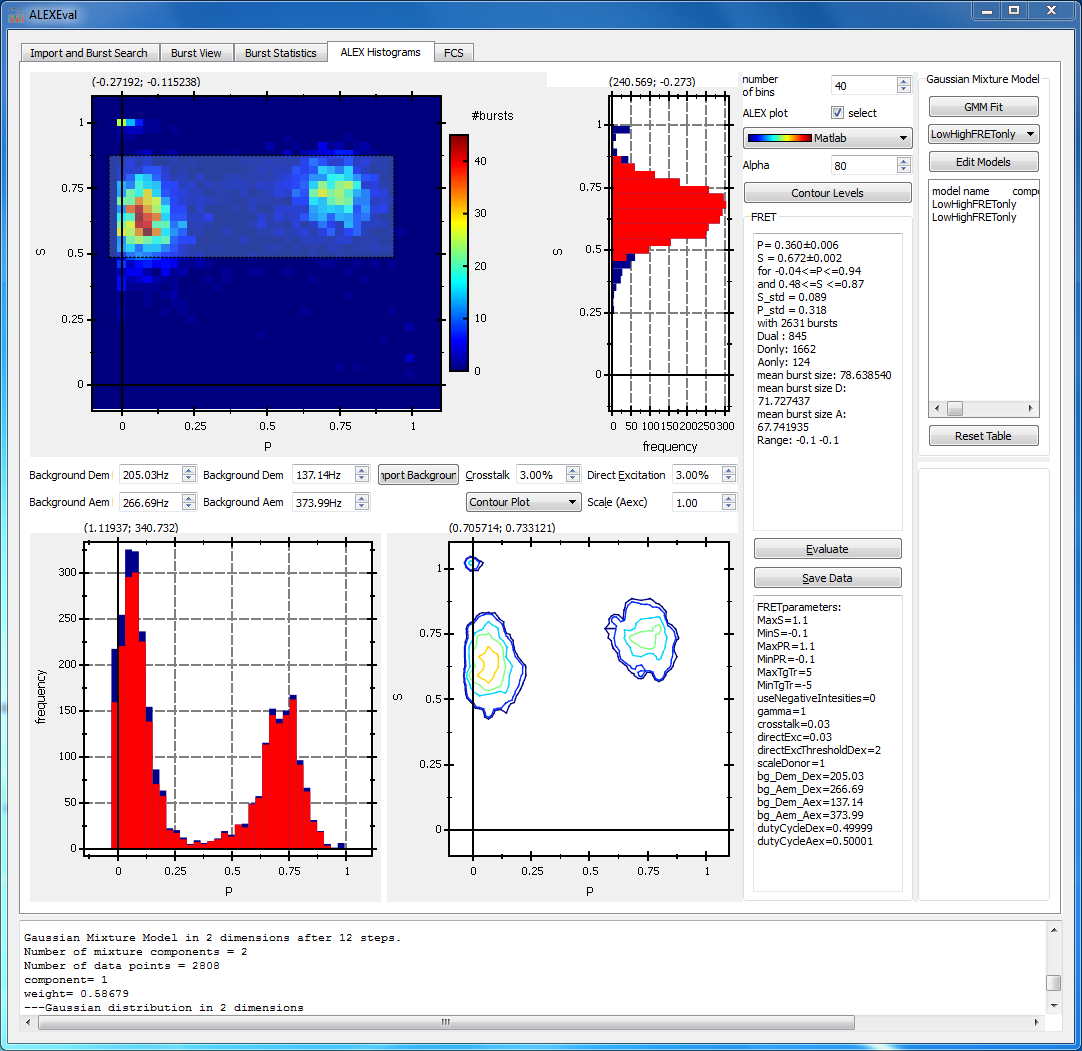 ALEXEval
Import and Burst Search
Burst View
Burst Statistics
ALEX Histograms
FCS
(-0.27192; -0.115238)
1
0.75
0.5
0.25
0
S
0
0.25
0.5
0.75
1
P
#bursts
40
30
20
10
0
(240.569; -0.273)
1
0.75
0.5
0.25
0
S
0 50 100 150 200 250 300
frequency
number
of bins
40
ALEX plot
select
Matlab
Alpha
80
Contour Levels
FRET
P= 0.360±0.006
S = 0.672±0.002
for -0.04<=P<=0.94
and 0.48<=S <=0.87
S_std = 0.089
P_std = 0.318
with 2631 bursts
Dual : 845
Donly: 1662
Aonly: 124
mean burst size: 78.638540
mean burst size D:
71.727437
mean burst size A:
67.741935
Range: -0.1 -0.1
Evaluate
Save Data
FRETparameters:
MaxS=1.1
MinS=-0.1
MaxPR=1.1
MinPR=-0.1
MaxTgTr=5
MinTgTr=-5
useNegativeIntesities=0
gamma=1
crosstalk=0.03
directExc=0.03
directExcThresholdDex=2
scaleDonor=1
bg_Dem_Dex=205.03
bg_Aem_Dex=266.69
bg_Dem_Aex=137.14
bg_Aem_Aex=373.99
dutyCycleDex=0.49999
dutyCycleAex=0.50001
Gaussian Mixture Model
GMM Fit
LowHighFRETonly
Edit Models
model name compo
LowHighFRETonly
LowHighFRETonly
Reset Table
Background Dem
205.03Hz
Background Dem
137.14Hz
port Backgroun
Crosstalk
3.00%
Direct Excitation
3.00%
Background Aem
266.69Hz
Background Aem
373.99Hz
Contour Plot
Scale (Aexc)
1.00
(1.11937; 340.732)
300
250
200
150
100
50
0
frequency
0
0.25
0.5
0.75
1
P
(0.705714; 0.733121)
1
0.75
0.5
0.25
0
S
0
0.25
0.5
0.75
1
P
Gaussian Mixture Model in 2 dimensions after 12 steps.
Number of mixture components = 2
Number of data points = 2808
component= 1
weight= 0.58679
---Gaussian distribution in 2 dimensions